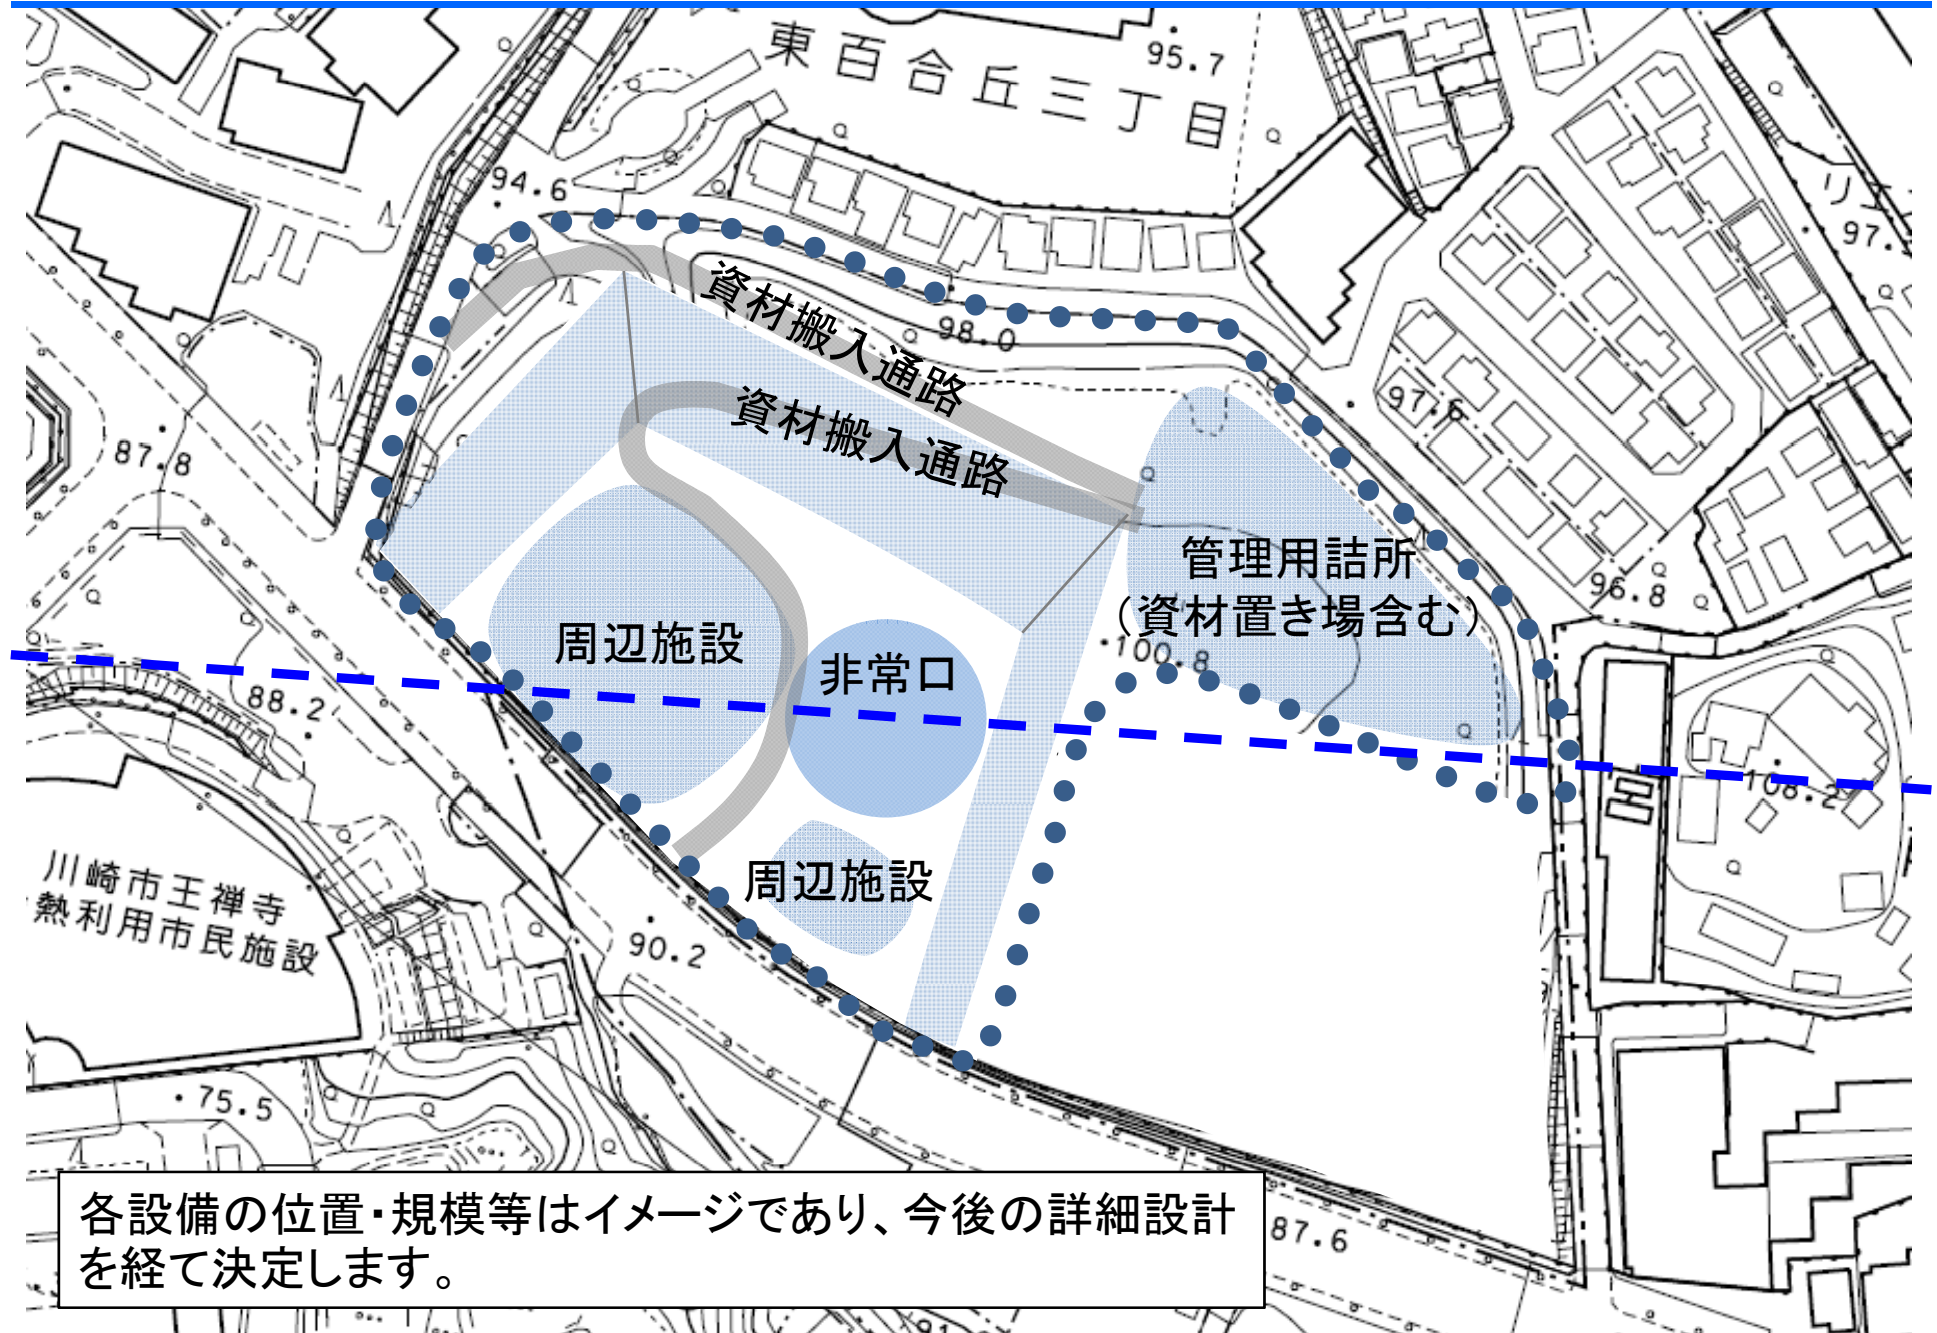 東百合丘三丁目
95.7
94.6
97.
資材搬入通路
98.0
資材搬入通路
97.6
87.8
管理用詰所
(資材置き場含む)
96.8
周辺施設
・100.8
非常口
88.2
108.2
周辺施設
川崎市王禅寺
熱利用市民施設
90.2
・75.5
各設備の位置・規模等はイメージであり、今後の詳細設計
を経て決定します。
87.6